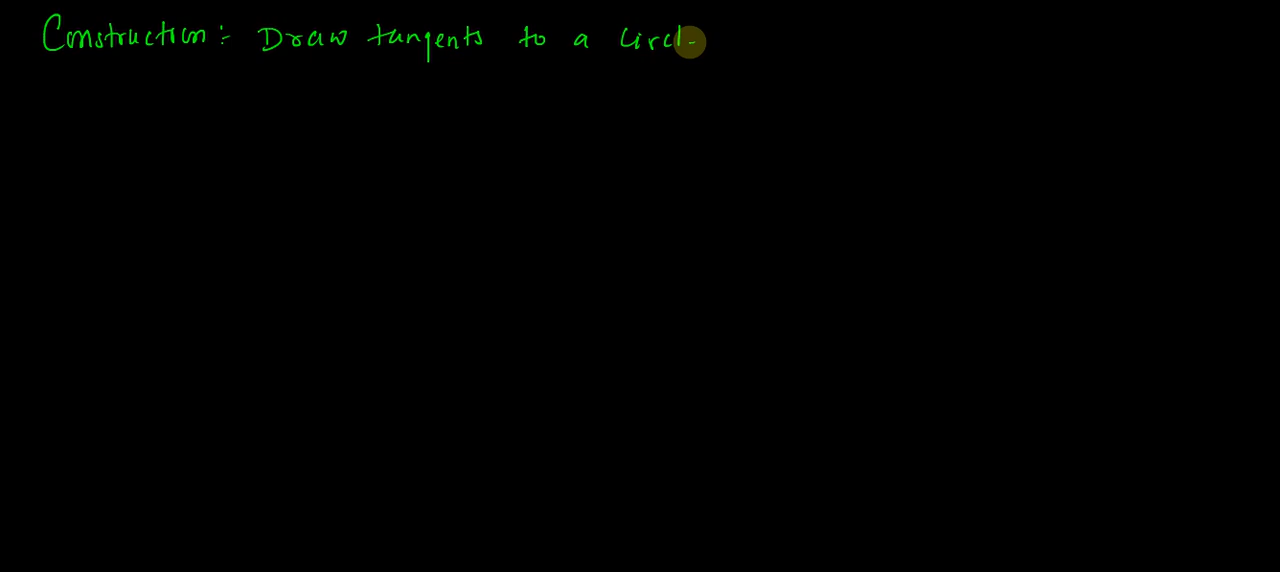 Construction :- Draw tangents to a circl